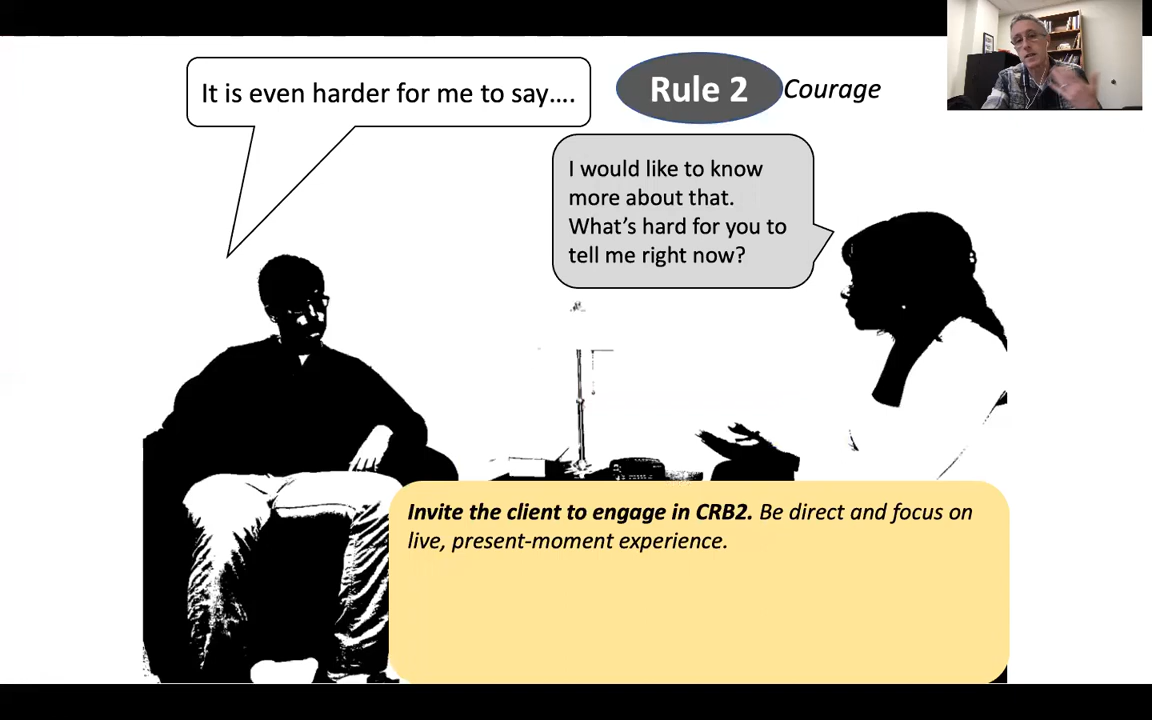 It is even harder for me to say….
Rule 2
Courage
I would like to know
more about that.
What’s hard for you to
tell me right now?
Invite the client to engage in CRB2. Be direct and focus on
live, present-moment experience.